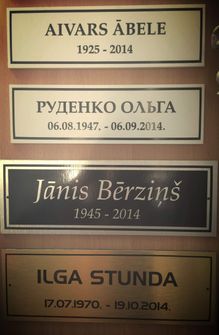 AIVARS ĀBELE
1925 - 2014
РУДЕНКО ОЛЬГА
06.08.1947. - 06.09.2014.
Jānis Bērziņš
1945 - 2014
ILGA STUNDA
17.07.1970. - 19.10.2014.